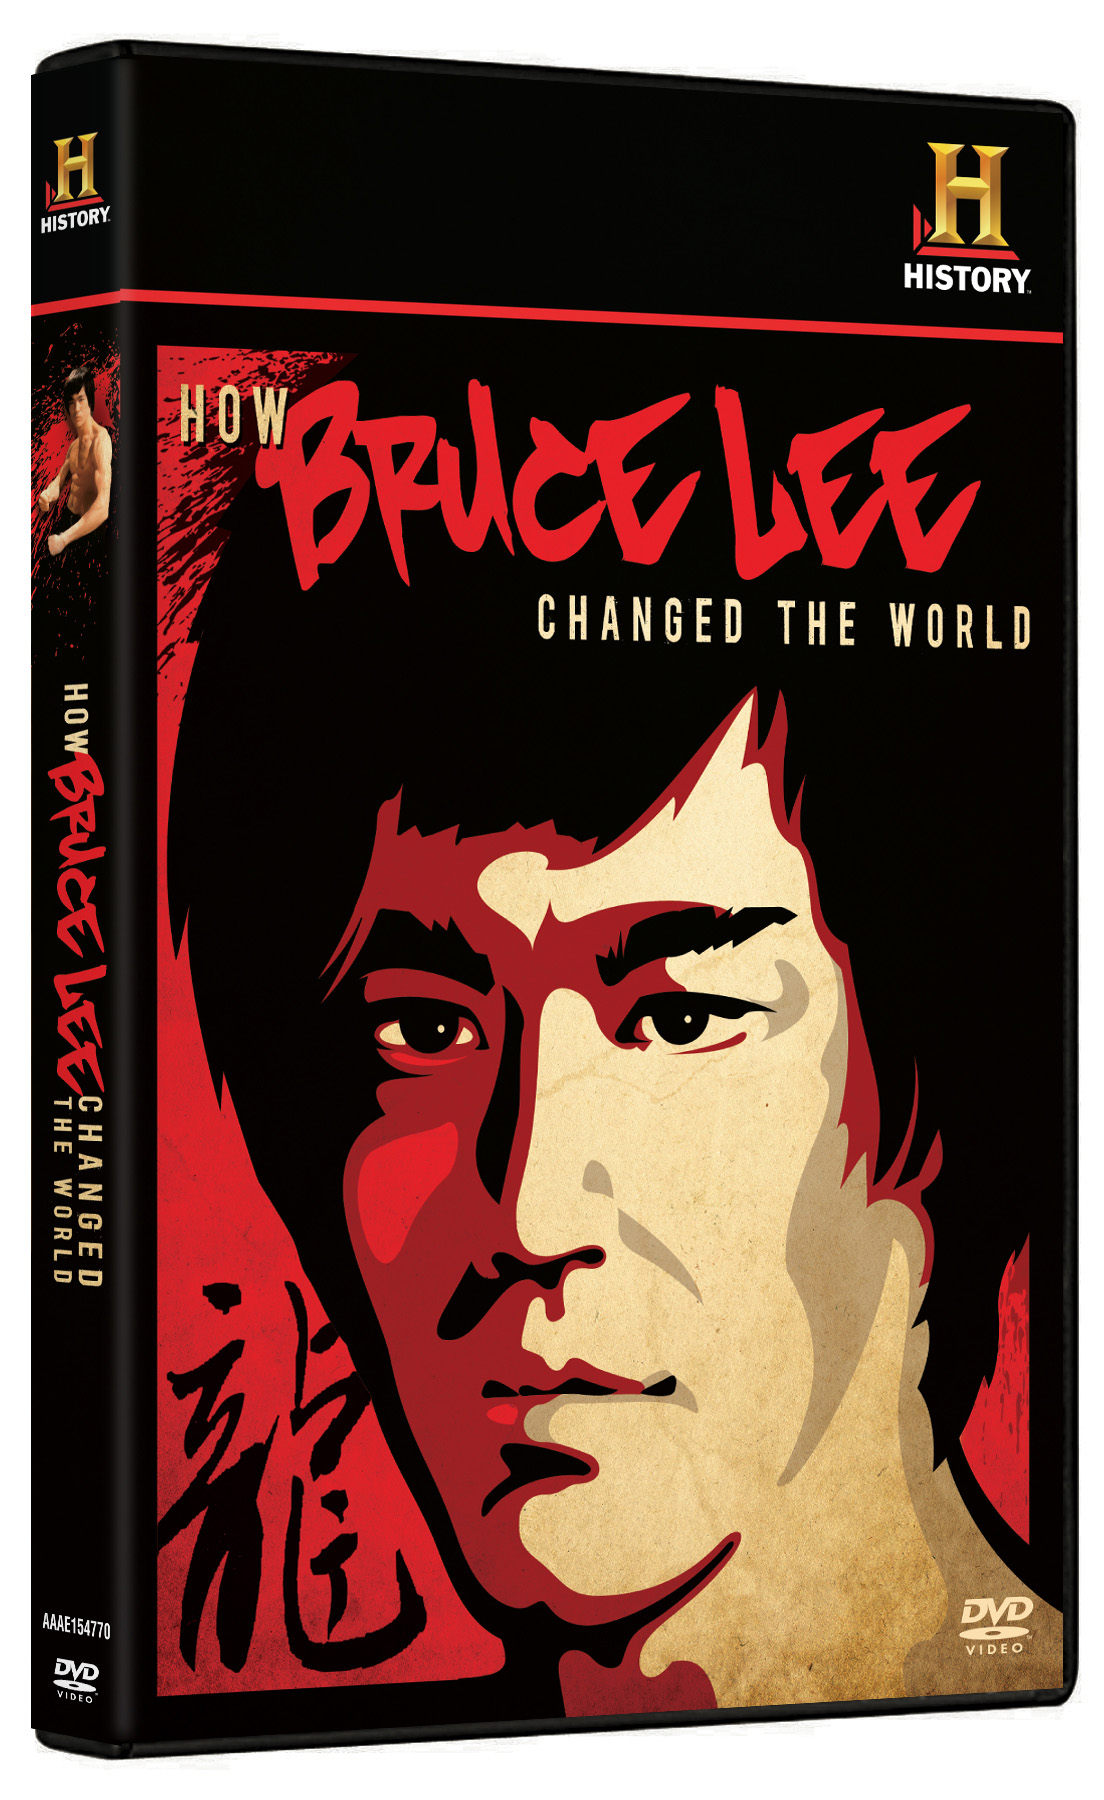 H
HISTORY
HOW BRUCE LEE CHANGED THE WORLD
AAAE154770
DVD
VIDEO
H
HISTORY
HOW BRUCE LEE
CHANGED THE WORLD
龍
DVD
VIDEO